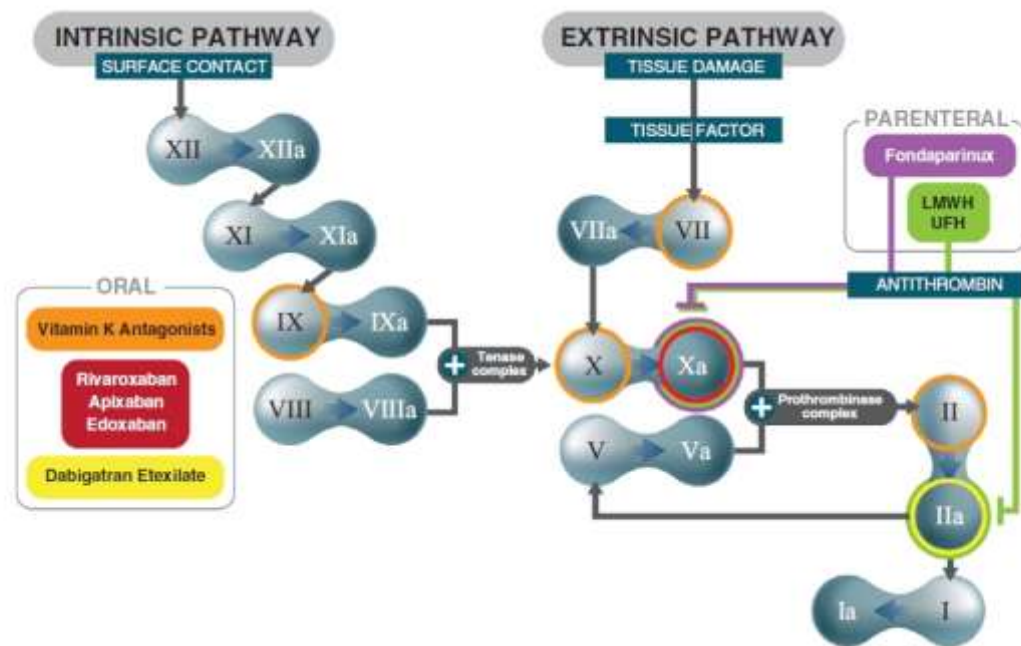 INTRINSIC PATHWAY
SURFACE CONTACT
EXTRINSIC PATHWAY
TISSUE DAMAGE
TISSUE FACTOR
PARENTERAL
Fondaparinux
LMWH
UFH
ANTITHROMBIN
XII
XIIa
XI
XIa
VIIa
VII
ORAL
Vitamin K Antagonists
Rivaroxaban
Apixaban
Edoxaban
Dabigatran Etexilate
IX
IXa
VIII
VIIIa
+
Tenase
complex
X
Xa
V
Va
+
Prothrombinase
complex
II
IIa
Ia
I